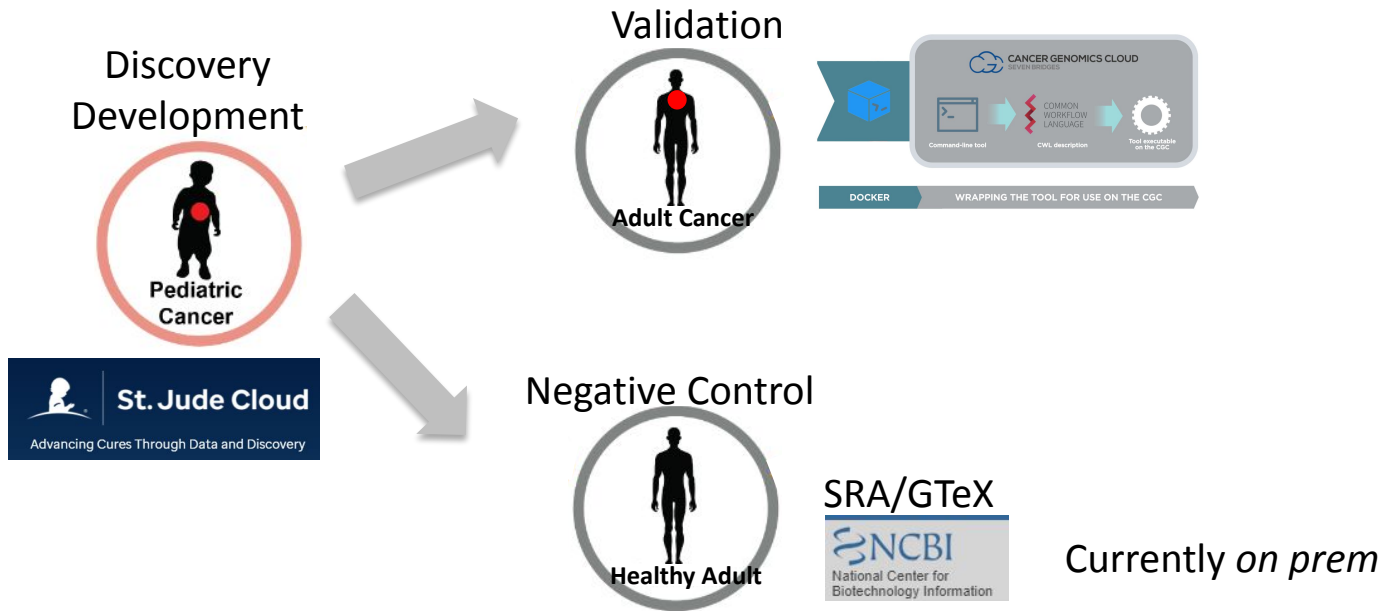 Discovery
Development
Pediatric
Cancer
St. Jude Cloud
Advancing Cures Through Data and Discovery
Validation
Adult Cancer
CANCER GENOMICS CLOUD
SEVEN BRIDGES
Command-line tool
COMMON
WORKFLOW
LANGUAGE
CWL description
Tool executable
on the CGC
DOCKER
WRAPPING THE TOOL FOR USE ON THE CGC
Negative Control
Healthy Adult
SRA/GTeX
NCBI
National Center for
Biotechnology Information
Currently on prem